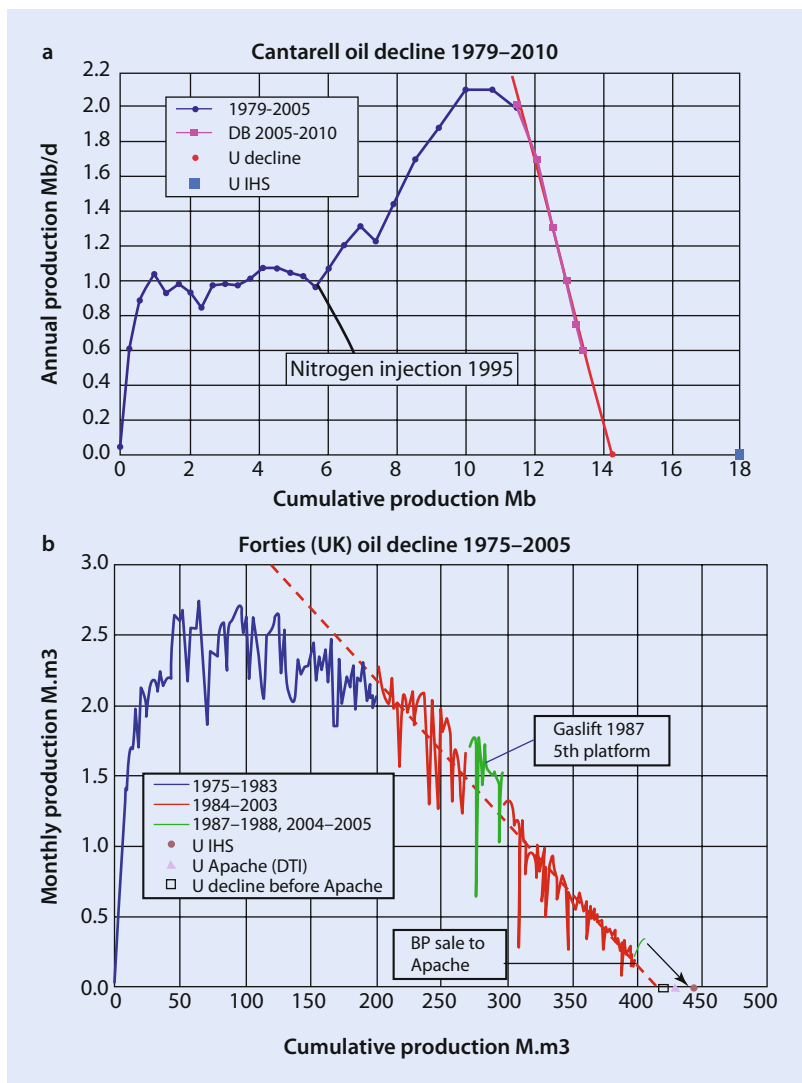 a
Cantarell oil decline 1979–2010
Annual production Mb/d
2.2
2.0
1.8
1.6
1.4
1.2
1.0
0.8
0.6
0.4
0.2
0.0
1979-2005
DB 2005-2010
U decline
U IHS
Nitrogen injection 1995
0 2 4 6 8 10 12 14 16 18
Cumulative production Mb
b
Forties (UK) oil decline 1975–2005
Monthly production M.m3
3.0
2.5
2.0
1.5
1.0
0.5
0.0
Gaslift 1987
5th platform
1975–1983
1984–2003
1987–1988, 2004–2005
U IHS
U Apache (DTI)
U decline before Apache
BP sale to
Apache
0 50 100 150 200 250 300 350 400 450 500
Cumulative production M.m3